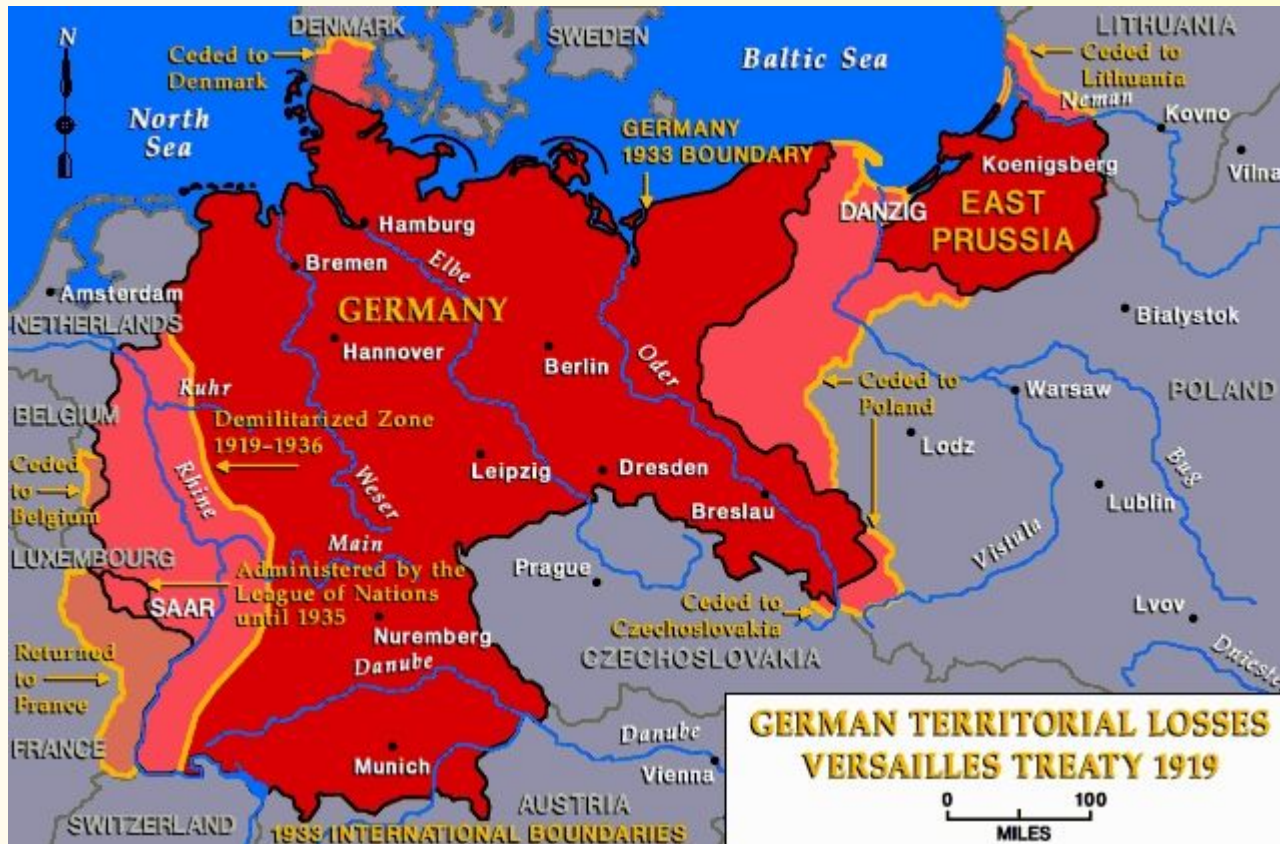 DENMARK
LITHUANIA
N
SWEDEN
Ceded to
Denmark
Baltic Sea
Ceded to
Lithuania
Neman
North
Sea
Kovno
GERMANY
1933 BOUNDARY
Vilna
Koenigsberg
DANZIG
EAST
PRUSSIA
Hamburg
Bremen
Elbe
Amsterdam
NETHERLANDS
GERMANY
Hannover
Berlin
Oder
Bialystok
Ruhr
Ceded to
Poland
Warsaw
POLAND
BELGIUM
Demilitarized Zone
1919-1936
Lodz
Ceded
to
Belgium
Rhine
Weser
Leipzig
Dresden
Breslau
Bug
Lublin
Vistula
LUXEMBOURG
Main
Administered by the
League of Nations
until 1935
SAAR
Prague
Ceded to
Czechoslovakia
Lvov
Nuremberg
CZECHOSLOVAKIA
Returned
to
France
Danube
Dnieste
FRANCE
Munich
Danube
Vienna
AUSTRIA
SWITZERLAND
1933 INTERNATIONAL BOUNDARIES
GERMAN TERRITORIAL LOSSES
VERSAILLES TREATY 1919
0 100
MILES